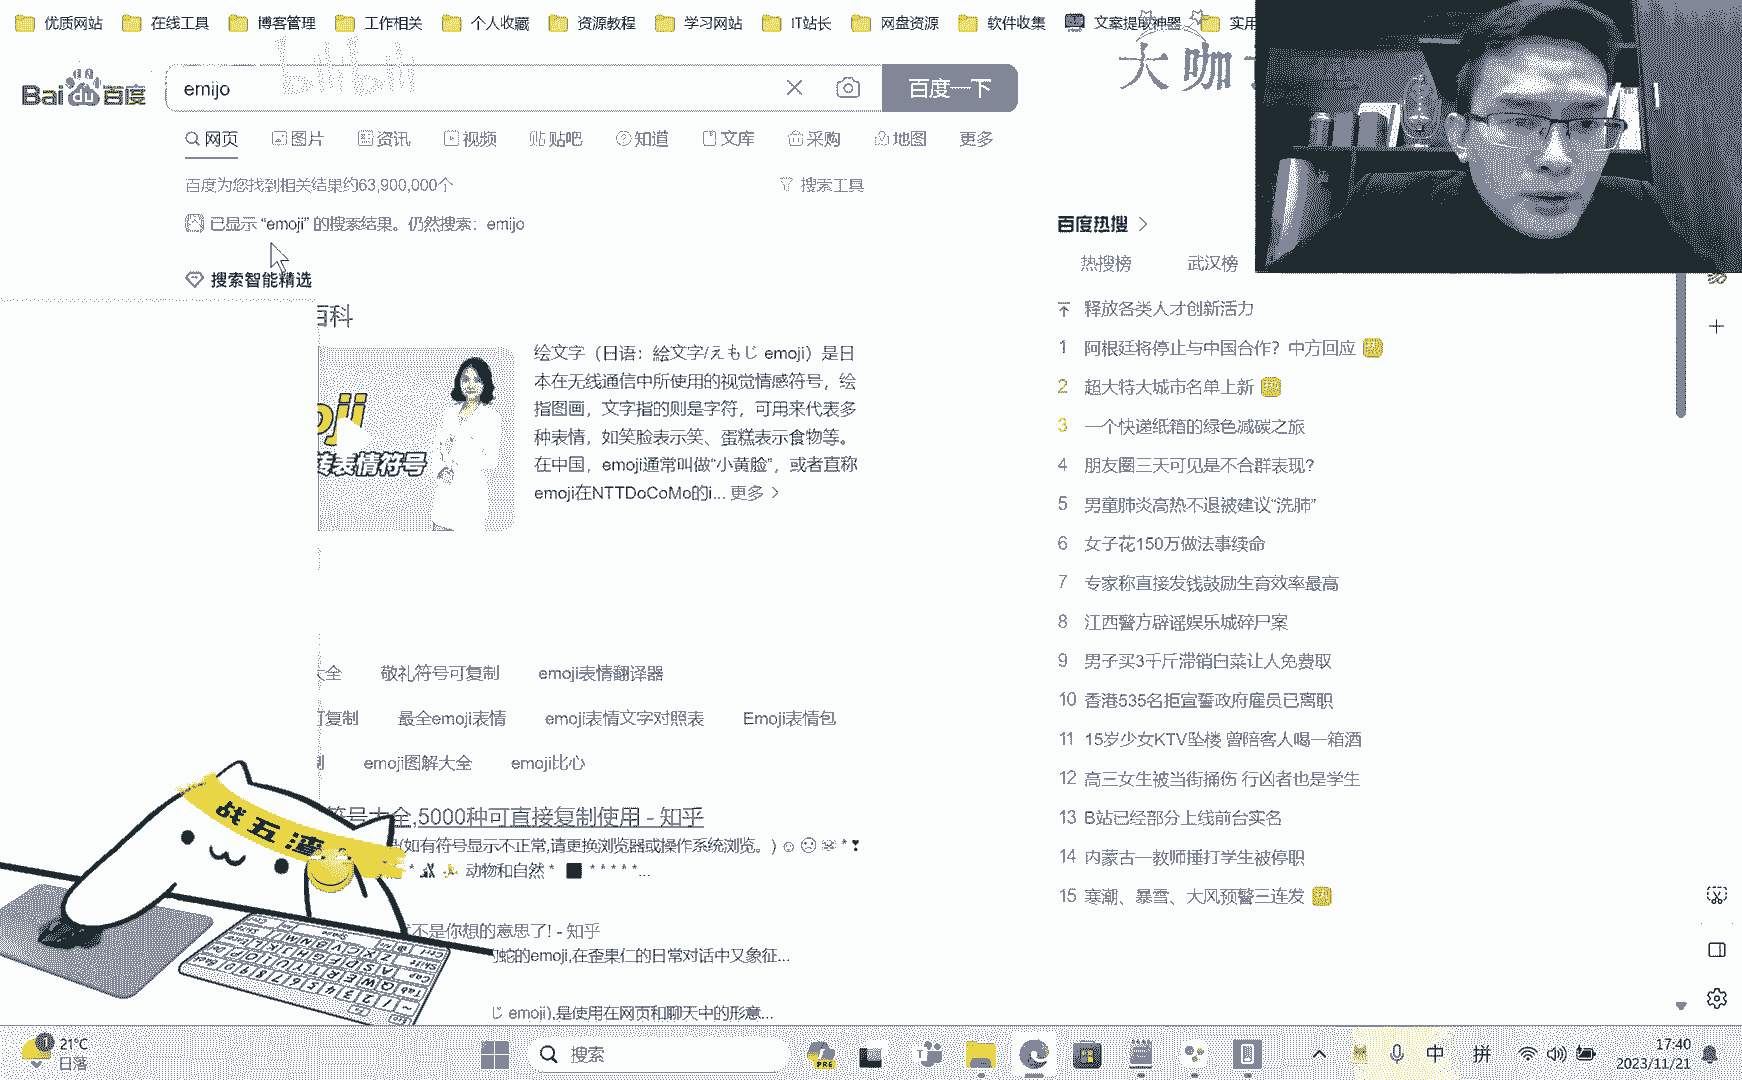 优质网站 在线工具 博客管理 工作相关 个人收藏 资源教程 学习网站 IT站长 网盘资源 软件收集 文案提取神器 实用
bilibili
大咖
Bai du 百度 emijo 百度一下
网页 图片 资讯 视频 贴吧 知道 文库 采购 地图 更多
百度为您找到相关结果约63,900,000个 搜索工具
已显示“emoji”的搜索结果。仍然搜索：emijo
搜索智能精选
百科
绘文字（日语：絵文字/えもじ emoji）是日
本在无线通信中所使用的视觉情感符号，绘
指图画，文字指的则是字符，可用来代表多
种表情，如笑脸表示笑、蛋糕表示食物等。
在中国，emoji通常叫做“小黄脸”，或者直称
emoji在NTTDoCoMo的i... 更多
oji
表情符号
大全 敬礼符号可复制 emoji表情翻译器
可复制 最全emoji表情 emoji表情文字对照表 Emoji表情包
emoji图解大全 emoji比心
符号大全,5000种可直接复制使用 - 知乎
(如有符号显示不正常,请更换浏览器或操作系统浏览。)
动物和自然 * ■ * * * * *...
不是你想的意思了! - 知乎
蛇的emoji,在歪果仁的日常对话中又象征...
じ emoji),是使用在网页和聊天中的形意...
战五渣
百度热搜
热搜榜 武汉榜
释放各类人才创新活力
1 阿根廷将停止与中国合作？中方回应 热
2 超大特大城市名单上新 热
3 一个快递纸箱的绿色减碳之旅
4 朋友圈三天可见是不合群表现？
5 男童肺炎高热不退被建议“洗肺”
6 女子花150万做法事续命
7 专家称直接发钱鼓励生育效率最高
8 江西警方辟谣娱乐城碎尸案
9 男子买3千斤滞销白菜让人免费取
10 香港535名拒宣誓政府雇员已离职
11 15岁少女KTV坠楼 曾陪客人喝一箱酒
12 高三女生被当街捅伤 行凶者也是学生
13 B站已经部分上线前台实名
14 内蒙古一教师捶打学生被停职
15 寒潮、暴雪、大风预警三连发 热
1 21°C
日落
搜索
PRE
中 拼
17:40
2023/11/21